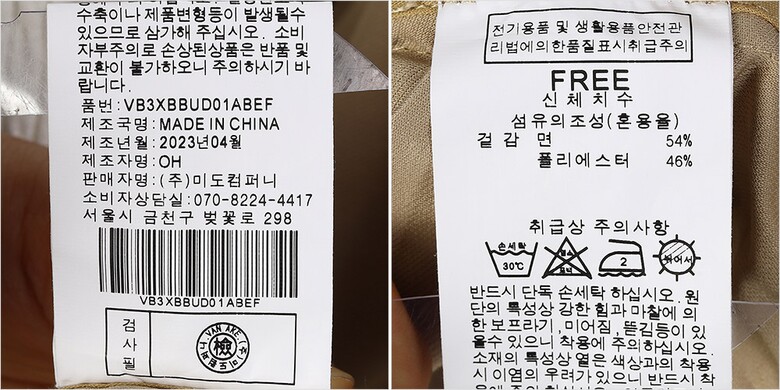 수축이나 제품변형등이 발생될수
있으므로 삼가해 주십시오. 소비
자부주의로 손상된상품은 반품 및
교환이 불가하오니 주의하시기 바
랍니다.
품번:VB3XBBUD01ABEF
제조국명:MADE IN CHINA
제조년월:2023년04월
제조자명:OH
판매자명:(주)미도컴퍼니
소비자상담실:070-8224-4417
서울시 금천구 벚꽃로 298
VB3XBBUD01ABEF
검사필
VAN AKE
檢
전기용품 및 생활용품안전관
리법에의한품질표시취급주의
FREE
신체치수
섬유의조성(혼용율)
겉감 면 54%
폴리에스터 46%
취급상 주의사항
손세탁
30℃
2
뉘어서
반드시 단독 손세탁 하십시오.원
단의 특성상 강한 힘과 마찰에 의
한 보프라기,미어짐,뜯김등이 있
을수 있으니 착용에 주의하십시오.
소재의 특성상 옅은 색상과의 착용
시 이염의 우려가 있으니 반드시 착